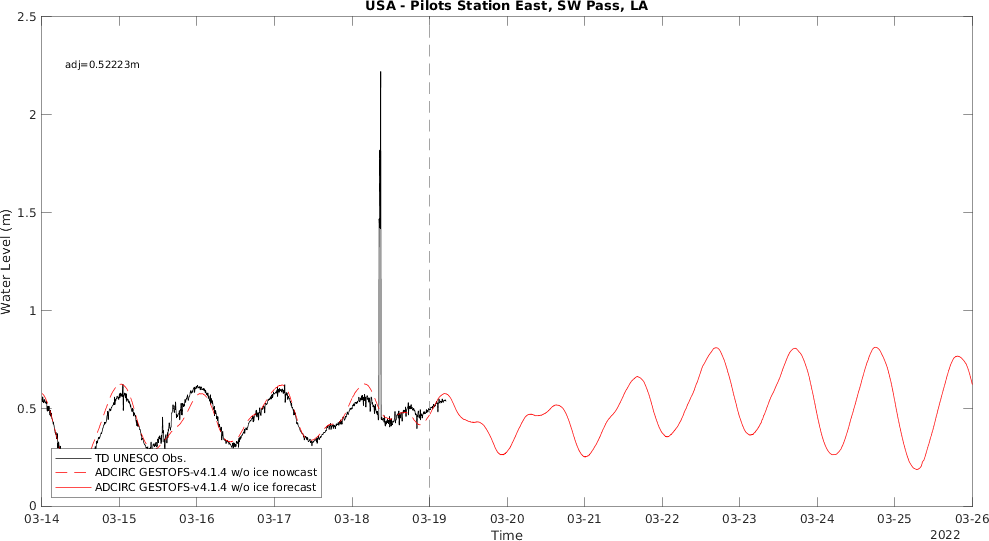 USA - Pilots Station East, SW Pass, LA
2.5
adj=0.52223m
2
1.5
Water Level (m)
1
0.5
TD UNESCO Obs.
ADCIRC GESTOFS-v4.1.4 w/o ice nowcast
ADCIRC GESTOFS-v4.1.4 w/o ice forecast
0
03-14 03-15 03-16 03-17 03-18 03-19 03-20 03-21 03-22 03-23 03-24 03-25 03-26
Time
2022